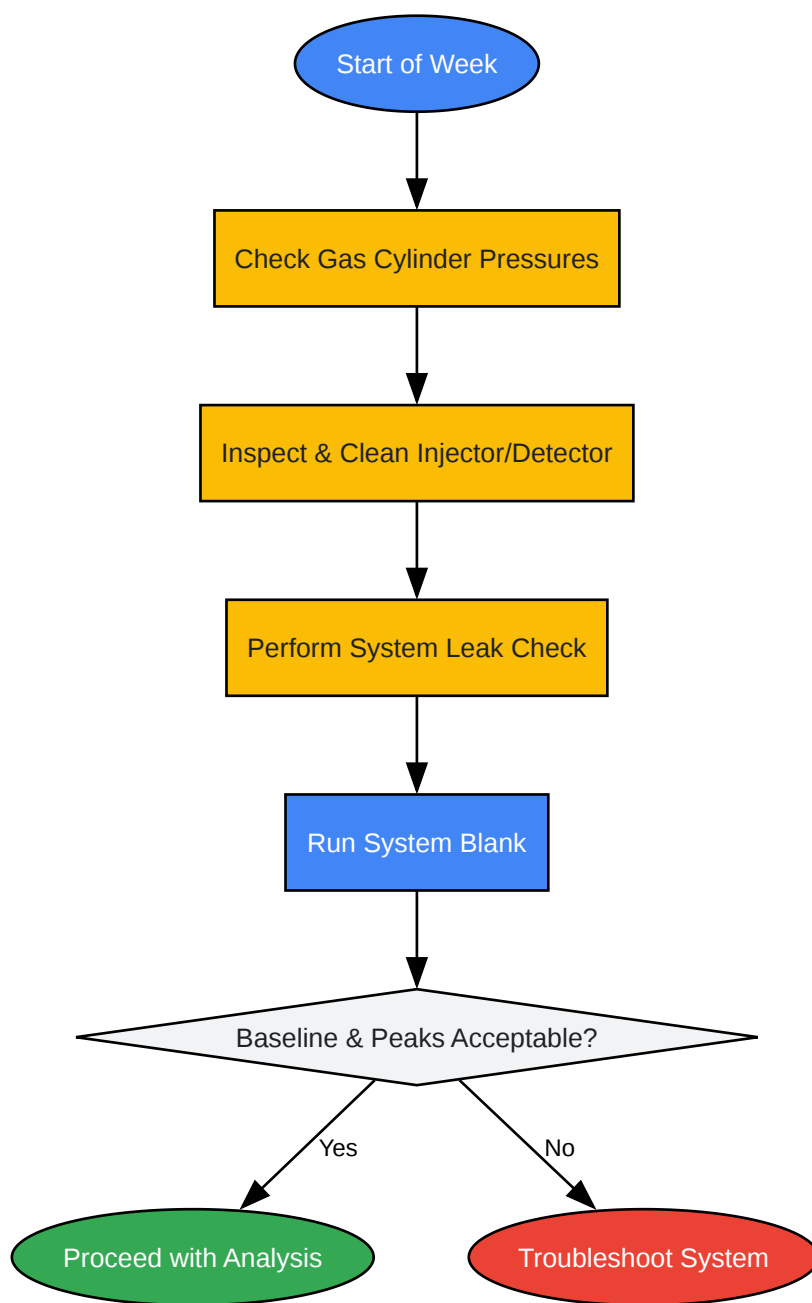 Start of Week
Check Gas Cylinder Pressures
Inspect & Clean Injector/Detector
Perform System Leak Check
Run System Blank
Baseline & Peaks Acceptable?
Yes
No
Proceed with Analysis
Troubleshoot System